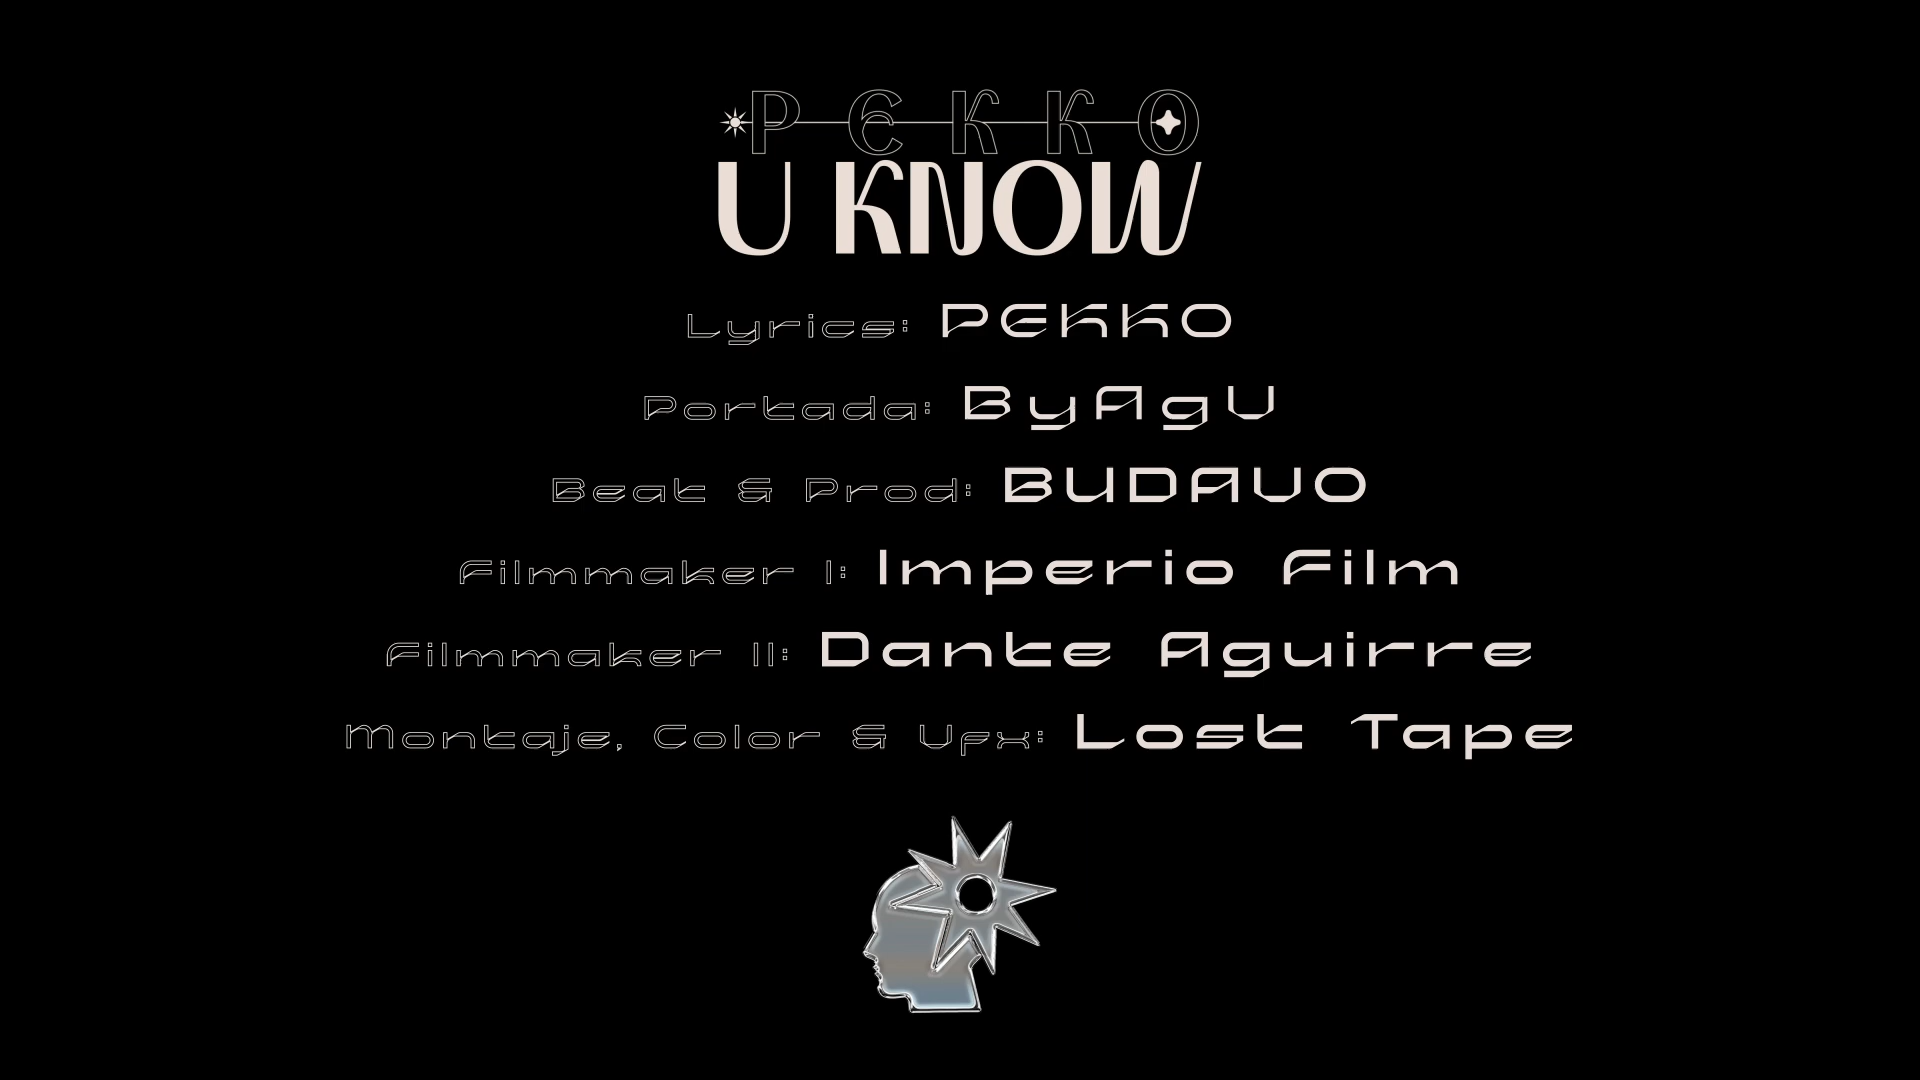 PEKKO
U KNOW
Lyrics: PEKKO
Portada: ByAgV
Beat & Prod: BUDAVO
Filmmaker I: Imperio Film
Filmmaker II: Dante Aguirre
Montaje, Color & Vfx: Lost Tape